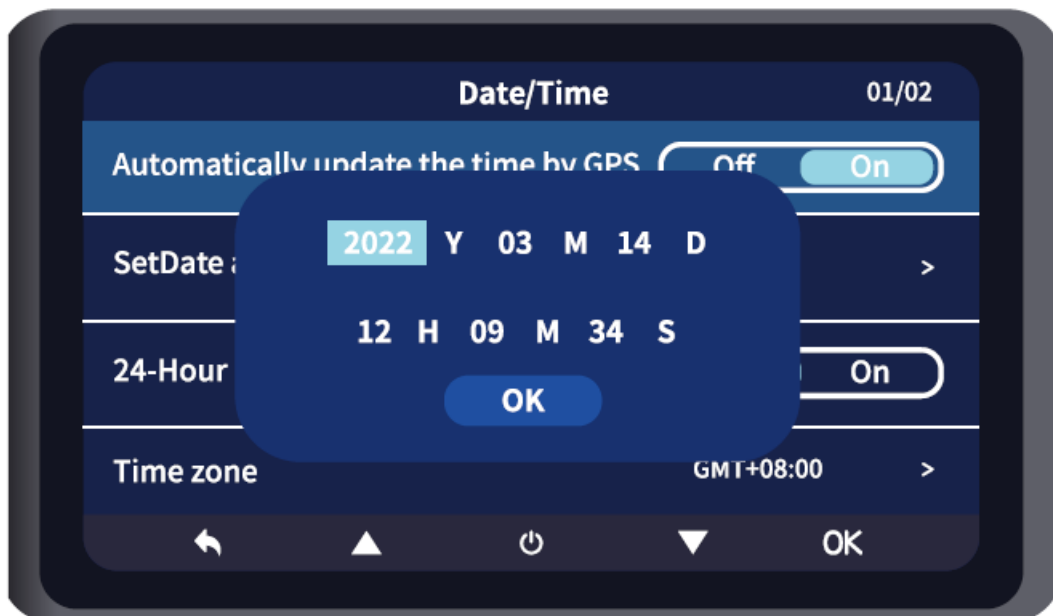 Date/Time 01/02
Automatically update the time by GPS Off On
2022 Y 03 M 14 D
SetDate >
12 H 09 M 34 S
24-Hour On
OK
Time zone GMT+08:00 >
OK